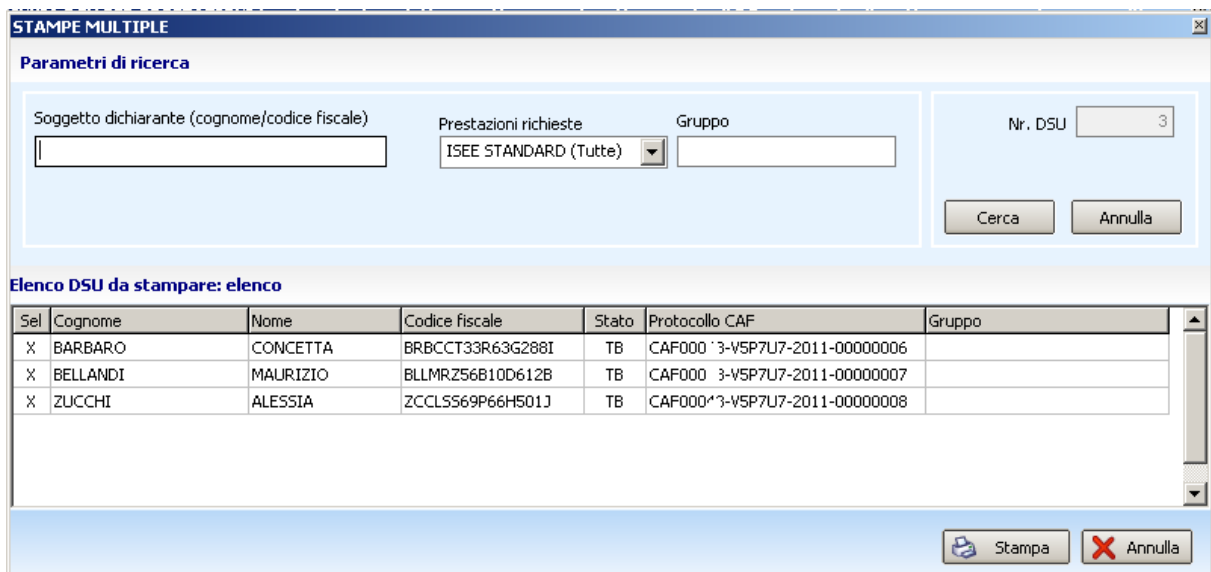 STAMPE MULTIPLE
Parametri di ricerca
Soggetto dichiarante (cognome/codice fiscale)
Prestazioni richieste
Gruppo
Nr. DSU 3
ISEE STANDARD (Tutte)
Cerca Annulla
Elenco DSU da stampare: elenco
Sel Cognome Nome Codice fiscale Stato Protocollo CAF Gruppo
X BARBARO CONCETTA BRBCCT33R63G288I TB
X BELLANDI MAURIZIO BLLMRZ56B10D612B TB
X ZUCCHI ALESSIA ZCCLSS69P66H501J TB
Stampa Annulla